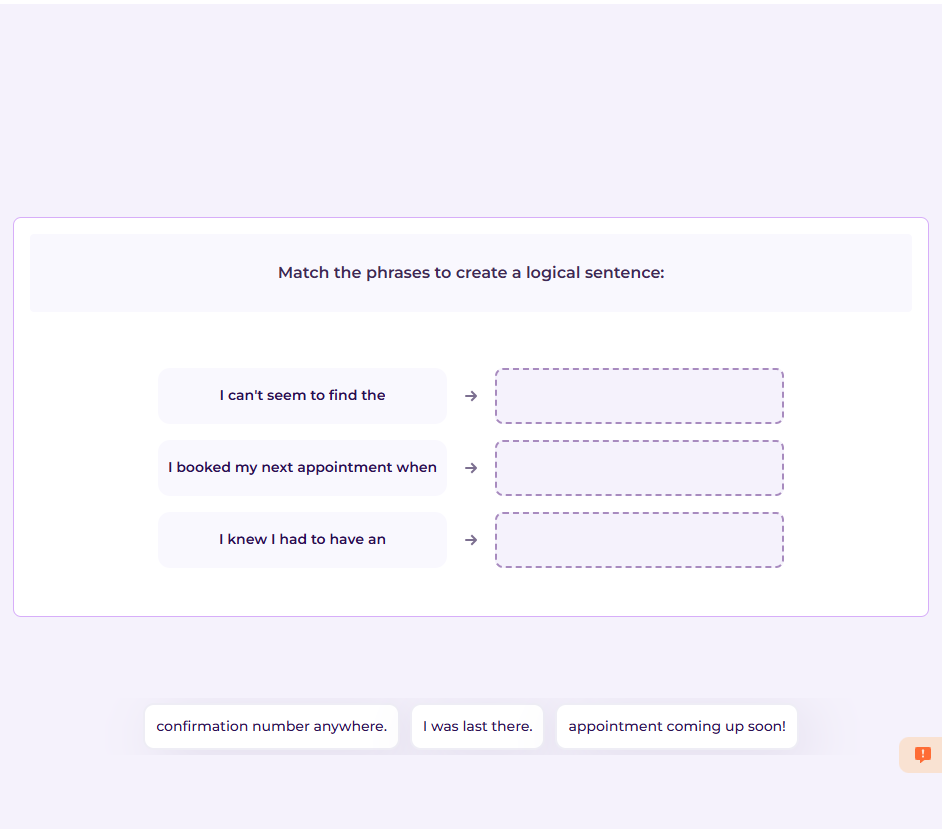 Match the phrases to create a logical sentence:
I can't seem to find the
I booked my next appointment when
I knew I had to have an
confirmation number anywhere.
I was last there.
appointment coming up soon!